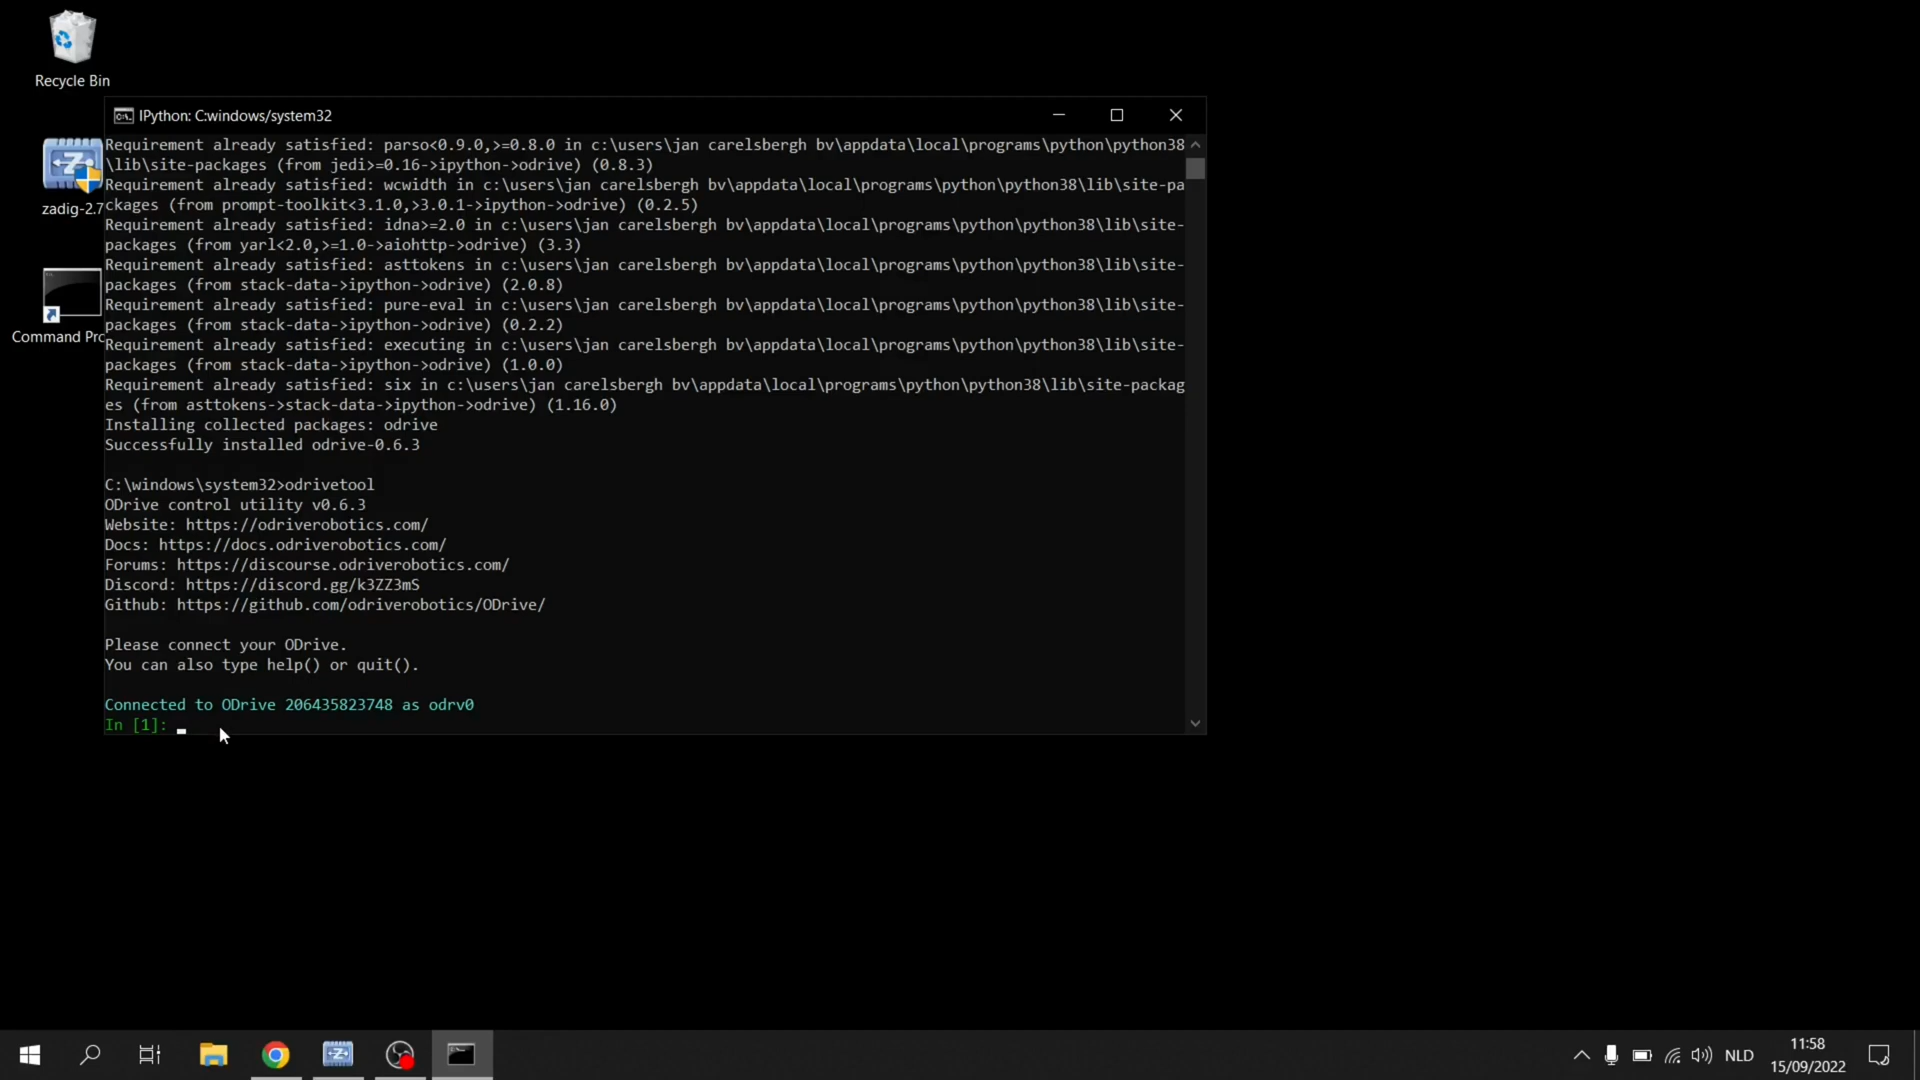 Recycle Bin
IPython: C:windows/system32
Requirement already satisfied: parso<0.9.0,>=0.8.0 in c:\users\jan carelsbergh bv\appdata\local\programs\python\python38
\lib\site-packages (from jedi>=0.16->ipython->odrive) (0.8.3)
Requirement already satisfied: wcwidth in c:\users\jan carelsbergh bv\appdata\local\programs\python\python38\lib\site-pa
ckages (from prompt-toolkit<3.1.0,>3.0.1->ipython->odrive) (0.2.5)
Requirement already satisfied: idna>=2.0 in c:\users\jan carelsbergh bv\appdata\local\programs\python\python38\lib\site-
packages (from yarl<2.0,>=1.0->aiohttp->odrive) (3.3)
Requirement already satisfied: asttokens in c:\users\jan carelsbergh bv\appdata\local\programs\python\python38\lib\site-
packages (from stack-data->ipython->odrive) (2.0.8)
Requirement already satisfied: pure-eval in c:\users\jan carelsbergh bv\appdata\local\programs\python\python38\lib\site-
packages (from stack-data->ipython->odrive) (0.2.2)
Requirement already satisfied: executing in c:\users\jan carelsbergh bv\appdata\local\programs\python\python38\lib\site-
packages (from stack-data->ipython->odrive) (1.0.0)
Requirement already satisfied: six in c:\users\jan carelsbergh bv\appdata\local\programs\python\python38\lib\site-packag
es (from asttokens->stack-data->ipython->odrive) (1.16.0)
Installing collected packages: odrive
Successfully installed odrive-0.6.3
C:\windows\system32>odrivetool
ODrive control utility v0.6.3
Website: https://odriverobotics.com/
Docs: https://docs.odriverobotics.com/
Forums: https://discourse.odriverobotics.com/
Discord: https://discord.gg/k3ZZ3mS
Github: https://github.com/odriverobotics/ODrive/
Please connect your ODrive.
You can also type help() or quit().
Connected to ODrive 206435823748 as odrv0
In [1]:
zadig-2.7
Command Pro
NLD
11:58
15/09/2022